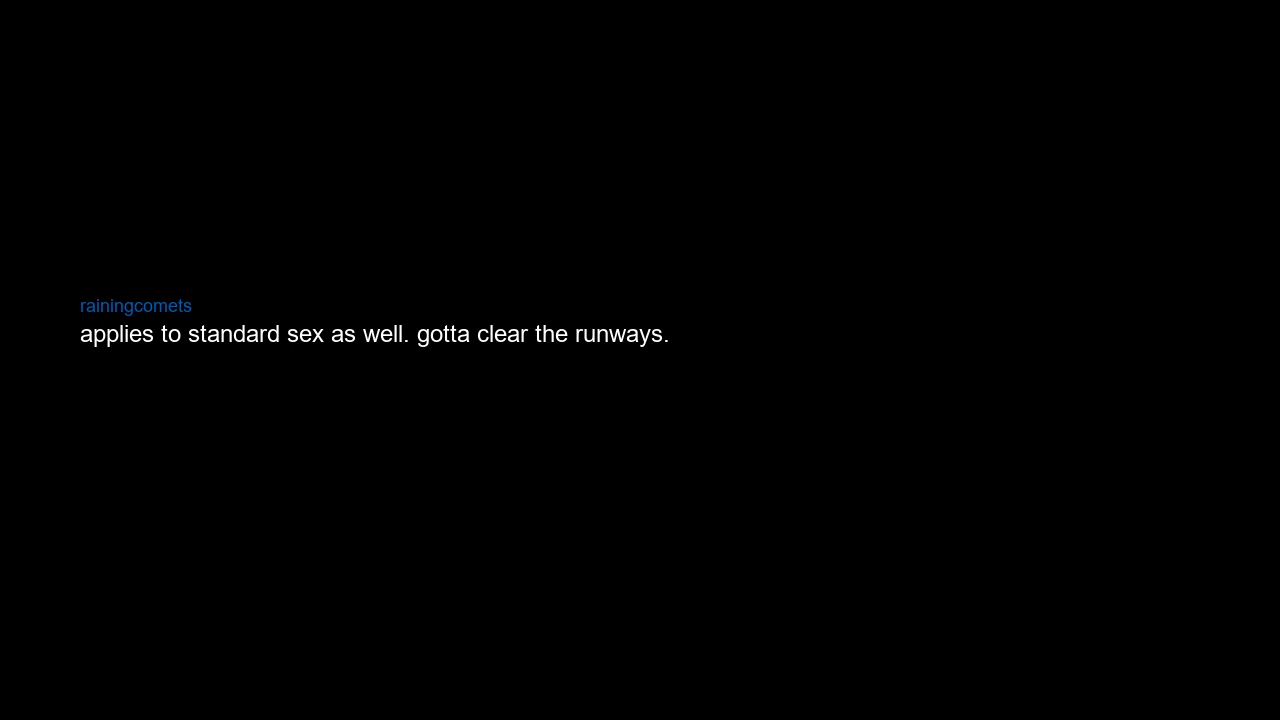 rainingcomets
applies to standard sex as well. gotta clear the runways.